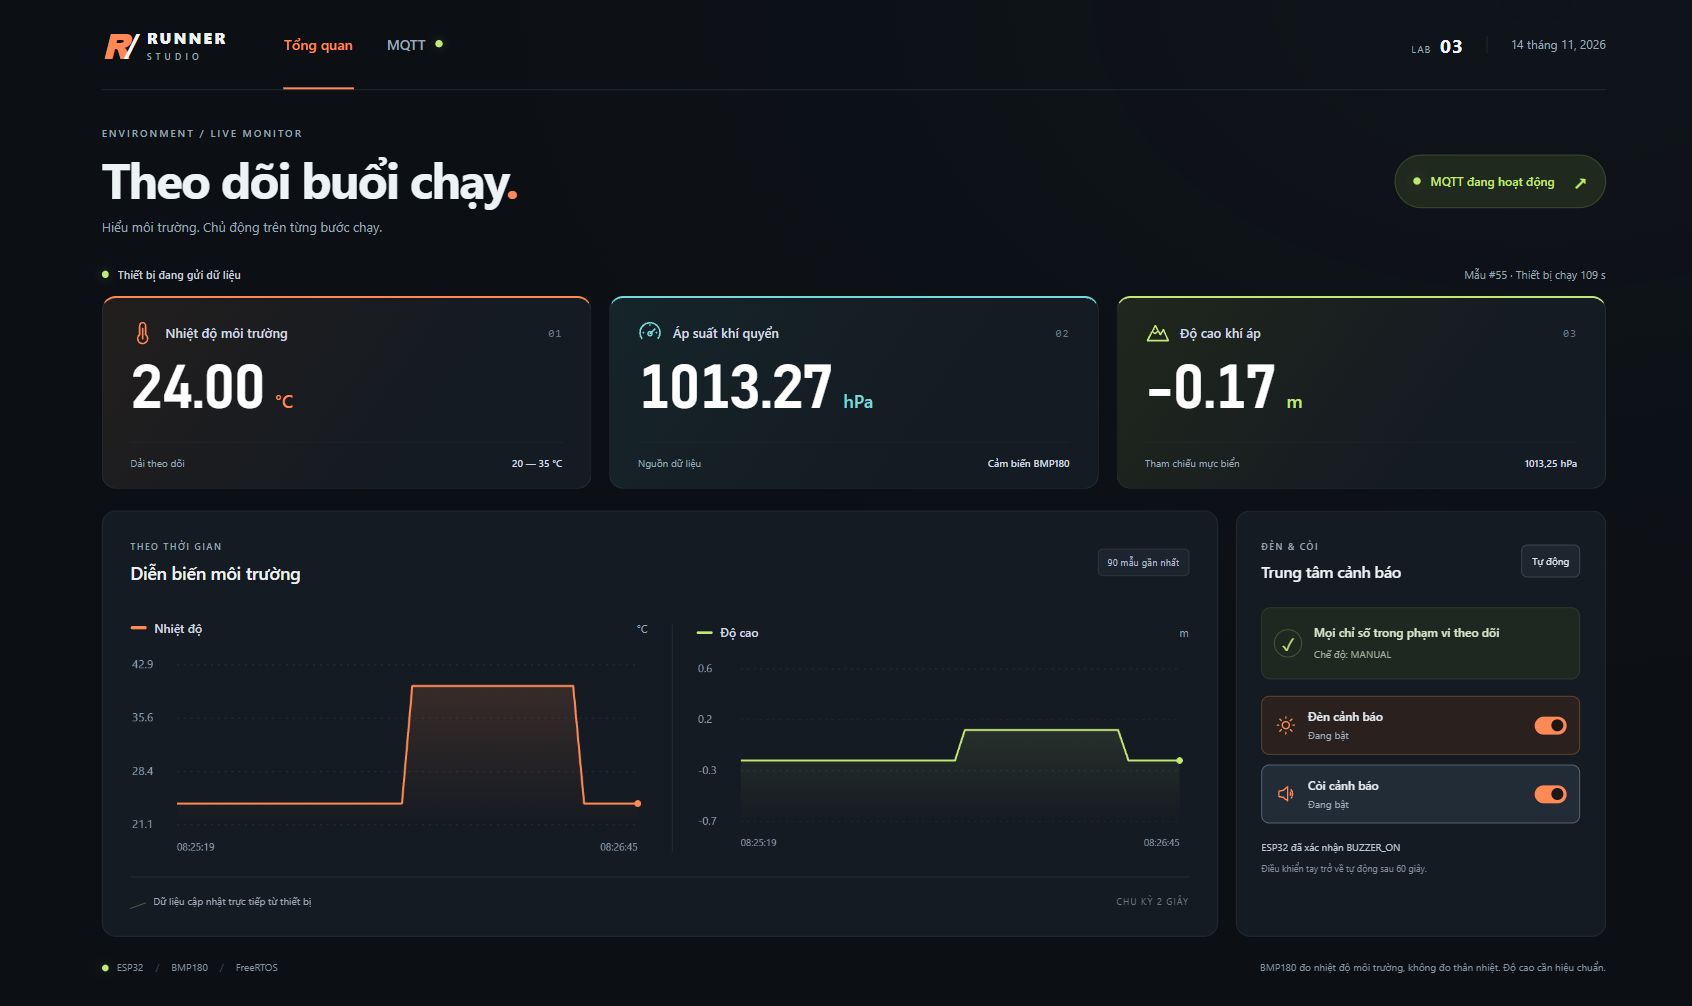 R/ RUNNER
STUDIO
Tổng quan
MQTT
LAB 03
14 tháng 11, 2026
ENVIRONMENT / LIVE MONITOR
Theo dõi buổi chạy.
Hiểu môi trường. Chủ động trên từng bước chạy.
MQTT đang hoạt động ↗
Thiết bị đang gửi dữ liệu
Mẫu #55 · Thiết bị chạy 109 s
Nhiệt độ môi trường
01
24.00 °C
Dải theo dõi
20 — 35 °C
Áp suất khí quyển
02
1013.27 hPa
Nguồn dữ liệu
Cảm biến BMP180
Độ cao khí áp
03
-0.17 m
Tham chiếu mực biển
1013,25 hPa
THEO THỜI GIAN
Diễn biến môi trường
90 mẫu gần nhất
Nhiệt độ
°C
42.9
35.6
28.4
21.1
08:25:19
08:26:45
Độ cao
m
0.6
0.2
-0.3
-0.7
08:25:19
08:26:45
Dữ liệu cập nhật trực tiếp từ thiết bị
CHU KỲ 2 GIÂY
ĐÈN & CÒI
Trung tâm cảnh báo
Tự động
Mọi chỉ số trong phạm vi theo dõi
Chế độ: MANUAL
Đèn cảnh báo
Đang bật
Còi cảnh báo
Đang bật
ESP32 đã xác nhận BUZZER_ON
Điều khiển tay trở về tự động sau 60 giây.
ESP32 / BMP180 / FreeRTOS
BMP180 đo nhiệt độ môi trường, không đo thân nhiệt. Độ cao cần hiệu chuẩn.